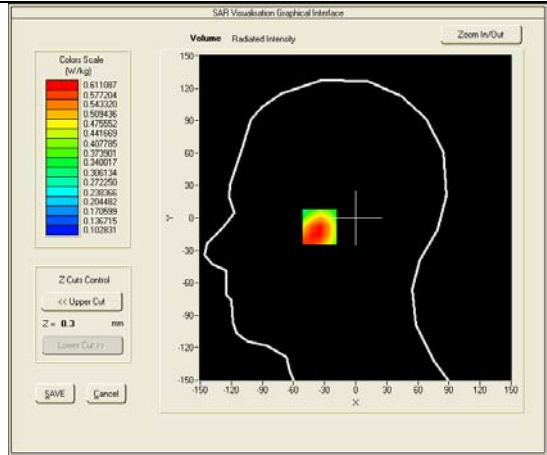 SAR Visualisation Graphical Interface
Volume Radiated Intensity
Zoom In/Out
Colors Scale
(W/kg)
0.611087
0.577204
0.543320
0.509436
0.475552
0.441669
0.407785
0.373901
0.340017
0.306134
0.272250
0.238366
0.204482
0.170599
0.136715
0.102831
Z Cuts Control
<< Upper Cut
Z = 0.3 mm
Lower Cut >>
SAVE
Cancel
150-
120-
90-
60-
30-
0-
-30-
-60-
-90-
-120-
-150-
Y
-150 -120 -90 -60 -30 0 30 60 90 120 150
X